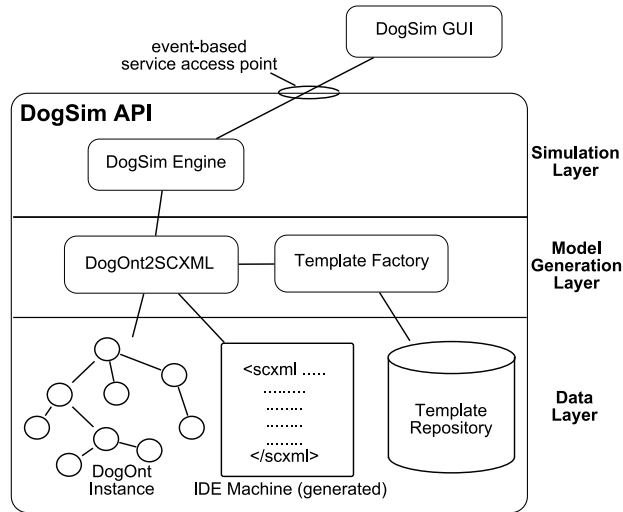 DogSim GUI
event-based
service access point
DogSim API
DogSim Engine
Simulation
Layer
DogOnt2SCXML
Template Factory
Model
Generation
Layer
<scxml .....
.........
........
........
........
</scxml>
Template
Repository
Data
Layer
DogOnt
Instance
IDE Machine (generated)